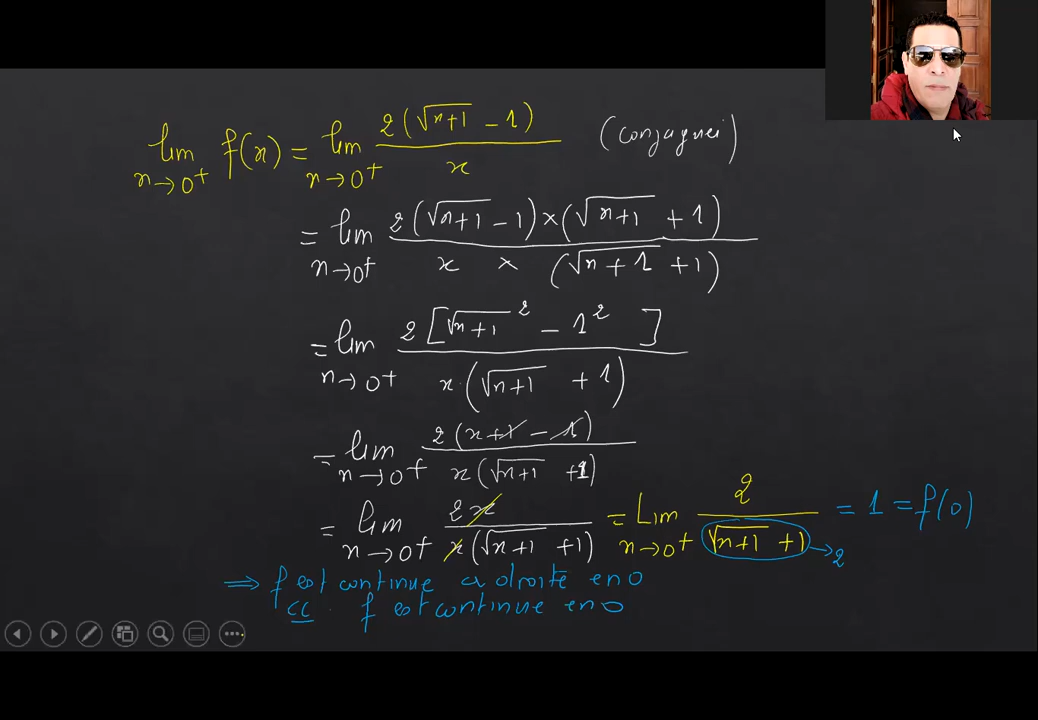 lim x→0⁺ f(x) = lim x→0⁺ 2(√(x+1) - 1) / x (conjuguei)
= lim x→0⁺ 2(√(x+1) - 1) × (√(x+1) + 1) / x × (√(x+1) + 1)
= lim x→0⁺ 2[√(x+1)² - 1²] / x·(√(x+1) + 1)
= lim x→0⁺ 2(x+1 - 1) / x(√(x+1) + 1)
= lim x→0⁺ 2x / x(√(x+1) + 1) = Lim x→0⁺ 2 / (√(x+1) + 1) → 2 = 1 = f(0)
⇒ f est continue a droite en 0
CC. f est continue en 0